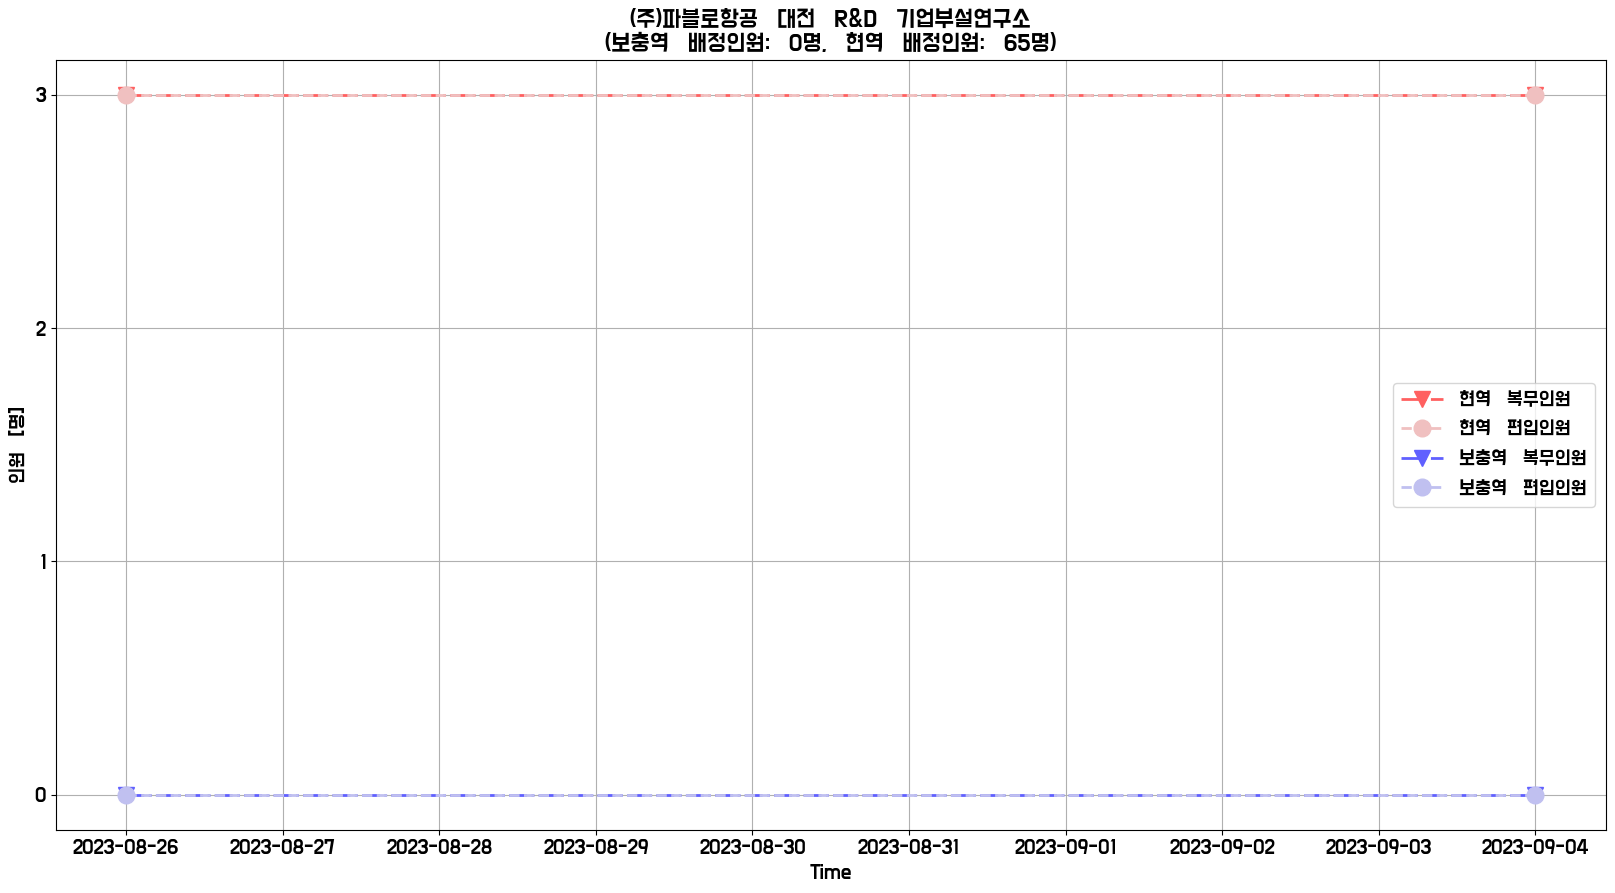 (주)파블로항공 대전 R&D 기업부설연구소
(보충역 배정인원: 0명, 현역 배정인원: 65명)
3
2
1
0
인원 [명]
현역 복무인원
현역 편입인원
보충역 복무인원
보충역 편입인원
2023-08-26 2023-08-27 2023-08-28 2023-08-29 2023-08-30 2023-08-31 2023-09-01 2023-09-02 2023-09-03 2023-09-04
Time